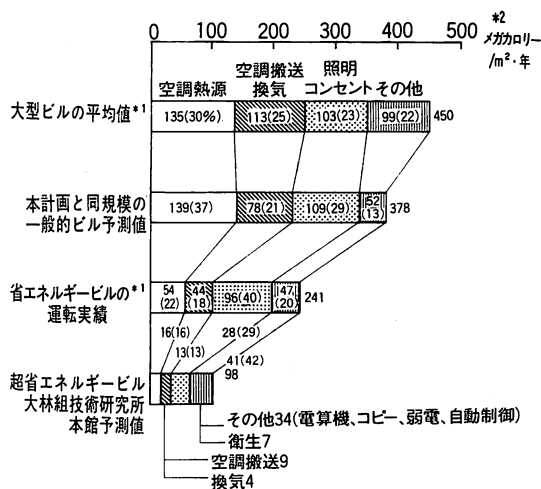 *2
0 100 200 300 400 500 メガカロリー
/m²・年
空調熱源 空調搬送 換気 照明 コンセント その他
大型ビルの平均値*1 135(30%) 113(25) 103(23) 99(22) 450
本計画と同規模の
一般的ビル予測値
139(37) 78(21) 109(29) 52(13) 378
省エネルギービルの*1
運転実績
54(22) 44(18) 96(40) 47(20) 241
16(16) 28(29)
13(13) 41(42)
98
超省エネルギービル
大林組技術研究所
本館予測値
その他34(電算機、コピー、弱電、自動制御)
衛生7
空調搬送9
換気4